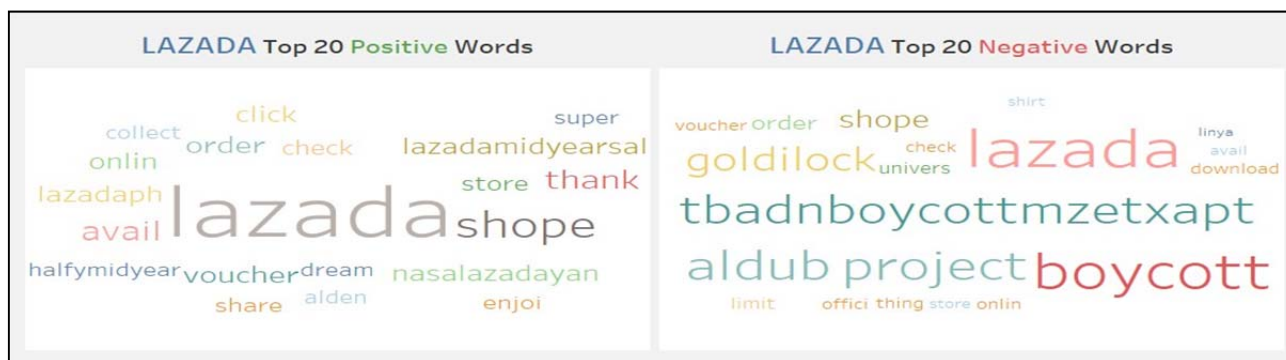 LAZADA Top 20 Positive Words
click
super
collect
order check
lazadamidyearsal
onlin
store thank
lazadaph
lazada
shope
avail
halfymidyear voucher dream nasalazadayan
share alden
enjoi
LAZADA Top 20 Negative Words
shirt
voucher order shope
lazada
linya
check
goldilock
univers
avail
download
tbadnboycottmzetxapt
aldub project boycott
limit offici thing store onlin